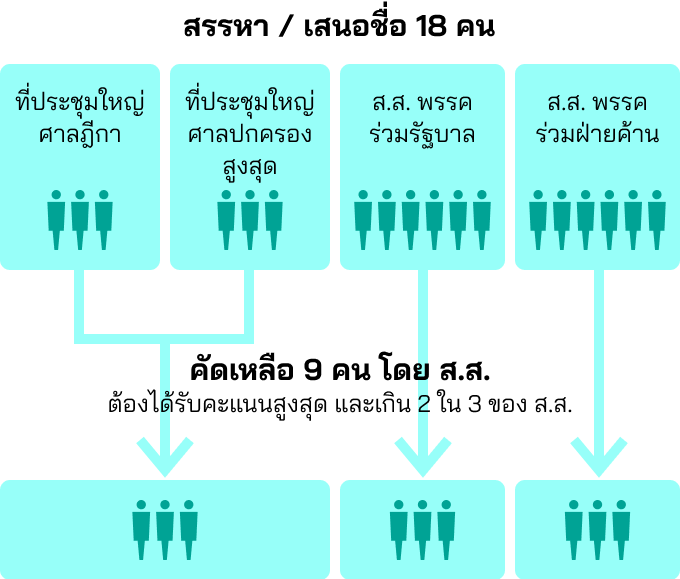 สรรหา / เสนอชื่อ 18 คน
ที่ประชุมใหญ่
ศาลฎีกา
ที่ประชุมใหญ่
ศาลปกครอง
สูงสุด
ส.ส. พรรค
ร่วมรัฐบาล
ส.ส. พรรค
ร่วมฝ่ายค้าน
คัดเหลือ 9 คน โดย ส.ส.
ต้องได้รับคะแนนสูงสุด และเกิน 2 ใน 3 ของ ส.ส.